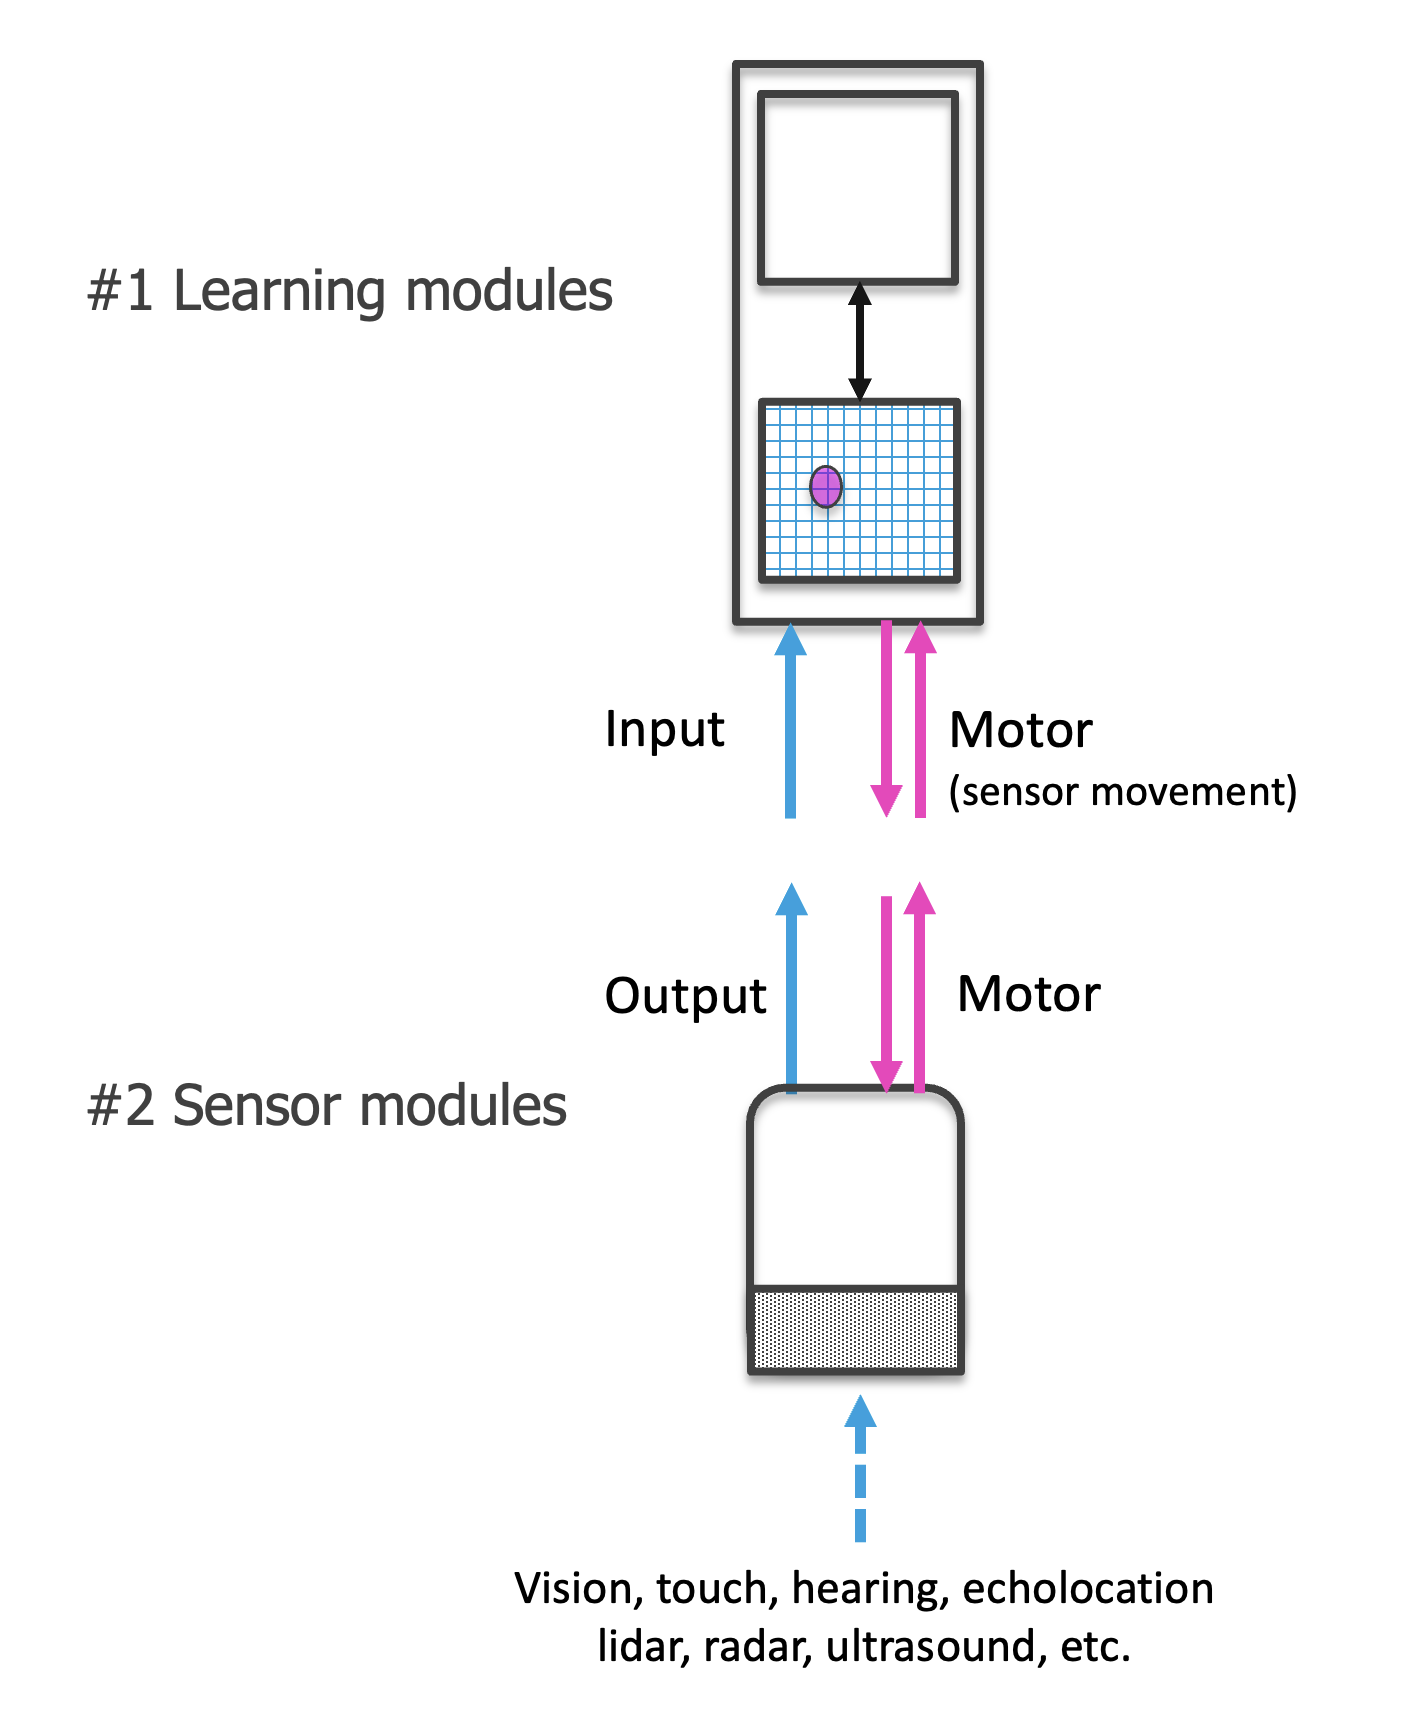 #1 Learning modules
Input
Motor
(sensor movement)
Output
Motor
#2 Sensor modules
Vision, touch, hearing, echolocation
lidar, radar, ultrasound, etc.